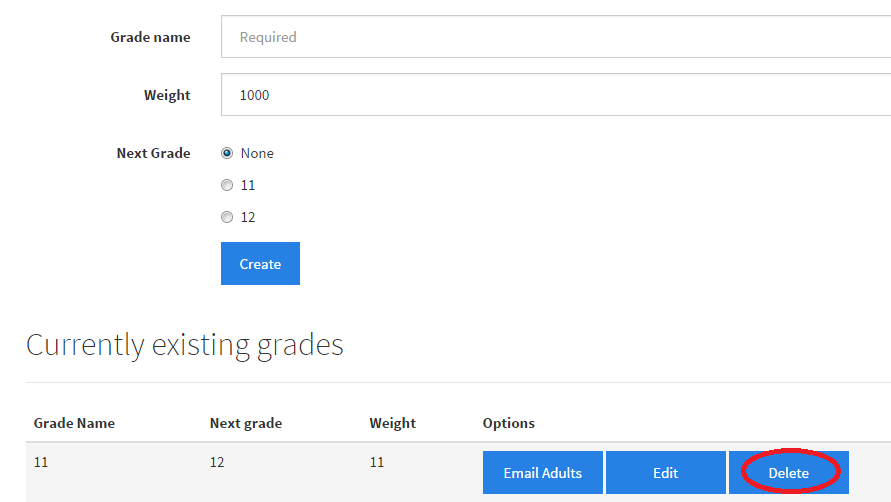 Grade name Required
Weight 1000
Next Grade None
11
12
Create
Currently existing grades
Grade Name Next grade Weight Options
11 12 11 Email Adults Edit Delete